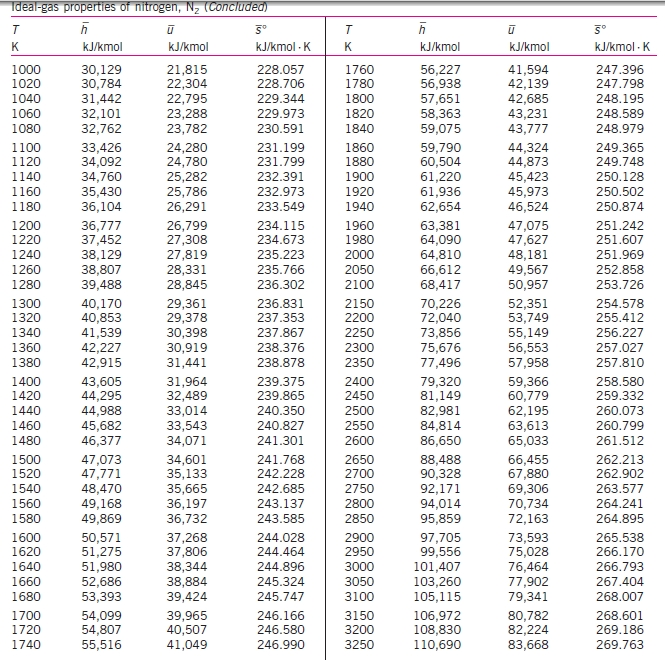 Ideal-gas properties of nitrogen, N₂ (Concluded)
T h̄ ū s̄° T h̄ ū s̄°
K kJ/kmol kJ/kmol kJ/kmol · K K kJ/kmol kJ/kmol kJ/kmol · K
1000 30,129 21,815 228.057 1760 56,227 41,594 247.396
1020 30,784 22,304 228.706 1780 56,938 42,139 247.798
1040 31,442 22,795 229.344 1800 57,651 42,685 248.195
1060 32,101 23,288 229.973 1820 58,363 43,231 248.589
1080 32,762 23,782 230.591 1840 59,075 43,777 248.979
1100 33,426 24,280 231.199 1860 59,790 44,324 249.365
1120 34,092 24,780 231.799 1880 60,504 44,873 249.748
1140 34,760 25,282 232.391 1900 61,220 45,423 250.128
1160 35,430 25,786 232.973 1920 61,936 45,973 250.502
1180 36,104 26,291 233.549 1940 62,654 46,524 250.874
1200 36,777 26,799 234.115 1960 63,381 47,075 251.242
1220 37,452 27,308 234.673 1980 64,090 47,627 251.607
1240 38,129 27,819 235.223 2000 64,810 48,181 251.969
1260 38,807 28,331 235.766 2050 66,612 49,567 252.858
1280 39,488 28,845 236.302 2100 68,417 50,957 253.726
1300 40,170 29,361 236.831 2150 70,226 52,351 254.578
1320 40,853 29,378 237.353 2200 72,040 53,749 255.412
1340 41,539 30,398 237.867 2250 73,856 55,149 256.227
1360 42,227 30,919 238.376 2300 75,676 56,553 257.027
1380 42,915 31,441 238.878 2350 77,496 57,958 257.810
1400 43,605 31,964 239.375 2400 79,320 59,366 258.580
1420 44,295 32,489 239.865 2450 81,149 60,779 259.332
1440 44,988 33,014 240.350 2500 82,981 62,195 260.073
1460 45,682 33,543 240.827 2550 84,814 63,613 260.799
1480 46,377 34,071 241.301 2600 86,650 65,033 261.512
1500 47,073 34,601 241.768 2650 88,488 66,455 262.213
1520 47,771 35,133 242.228 2700 90,328 67,880 262.902
1540 48,470 35,665 242.685 2750 92,171 69,306 263.577
1560 49,168 36,197 243.137 2800 94,014 70,734 264.241
1580 49,869 36,732 243.585 2850 95,859 72,163 264.895
1600 50,571 37,268 244.028 2900 97,705 73,593 265.538
1620 51,275 37,806 244.464 2950 99,556 75,028 266.170
1640 51,980 38,344 244.896 3000 101,407 76,464 266.793
1660 52,686 38,884 245.324 3050 103,260 77,902 267.404
1680 53,393 39,424 245.747 3100 105,115 79,341 268.007
1700 54,099 39,965 246.166 3150 106,972 80,782 268.601
1720 54,807 40,507 246.580 3200 108,830 82,224 269.186
1740 55,516 41,049 246.990 3250 110,690 83,668 269.763